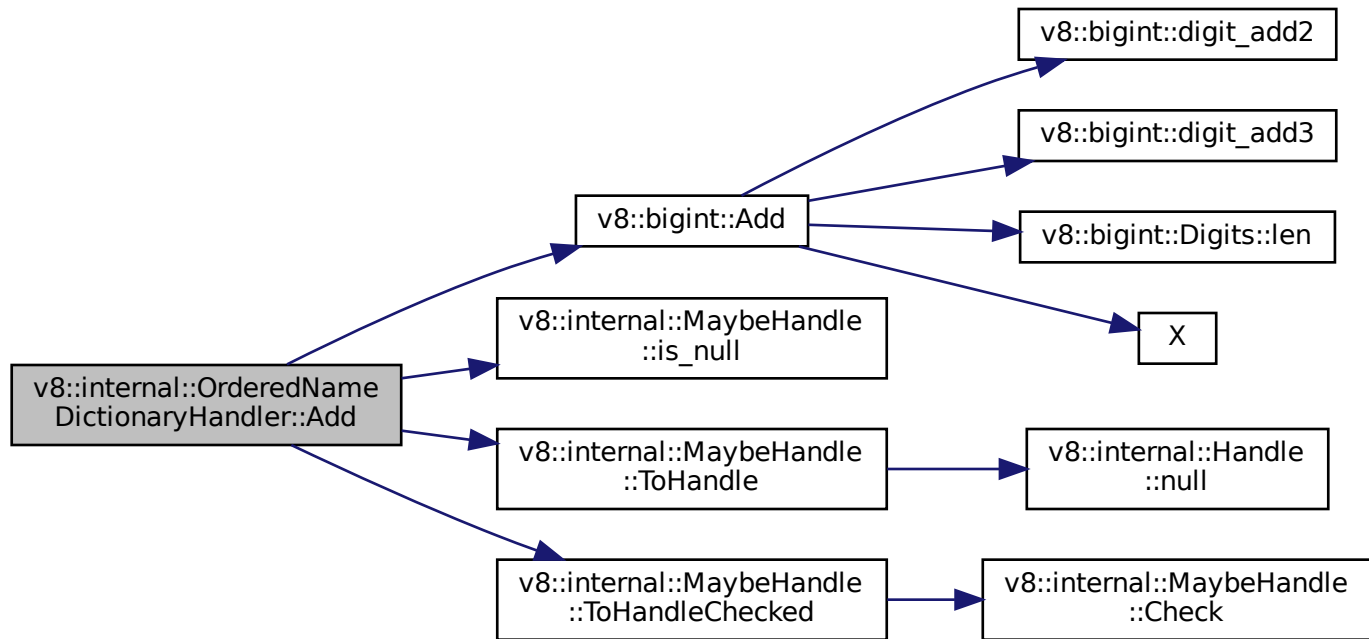 v8::internal::OrderedName
DictionaryHandler::Add
v8::bigint::Add
v8::bigint::digit_add2
v8::bigint::digit_add3
v8::bigint::Digits::len
X
v8::internal::MaybeHandle
::is_null
v8::internal::MaybeHandle
::ToHandle
v8::internal::Handle
::null
v8::internal::MaybeHandle
::ToHandleChecked
v8::internal::MaybeHandle
::Check